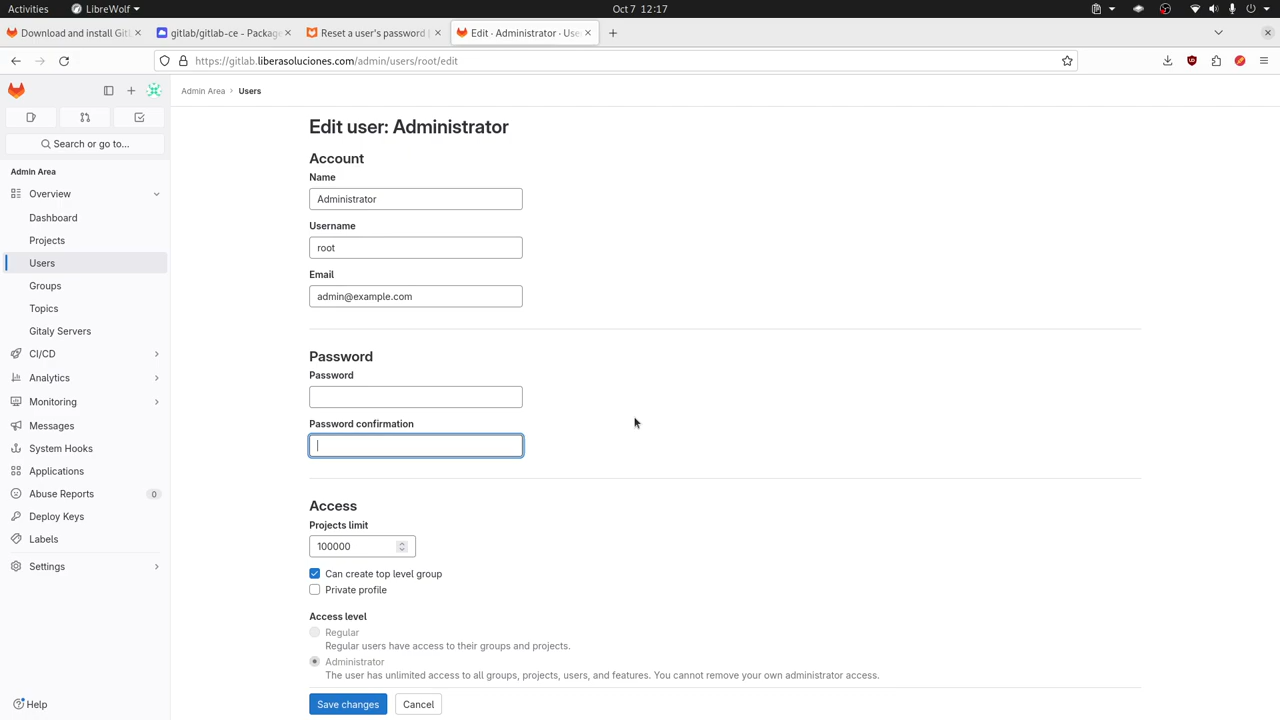 Activities
LibreWolf
Oct 7 12:17
Download and install Git
gitlab/gitlab-ce - Package
Reset a user's password |
Edit · Administrator · Use
https://gitlab.liberasoluciones.com/admin/users/root/edit
Admin Area › Users
Search or go to...
Admin Area
Overview
Dashboard
Projects
Users
Groups
Topics
Gitaly Servers
CI/CD
Analytics
Monitoring
Messages
System Hooks
Applications
Abuse Reports 0
Deploy Keys
Labels
Settings
Help
Edit user: Administrator
Account
Name
Administrator
Username
root
Email
admin@example.com
Password
Password
Password confirmation
Access
Projects limit
100000
Can create top level group
Private profile
Access level
Regular
Regular users have access to their groups and projects.
Administrator
The user has unlimited access to all groups, projects, users, and features. You cannot remove your own administrator access.
Save changes
Cancel